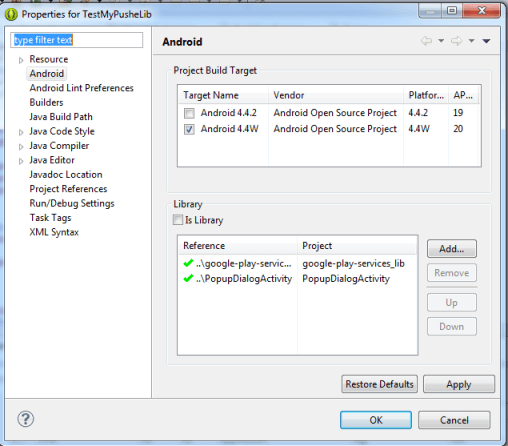 Properties for TestMyPusheLib
type filter text
Resource
Android
Android Lint Preferences
Builders
Java Build Path
Java Code Style
Java Compiler
Java Editor
Javadoc Location
Project References
Run/Debug Settings
Task Tags
XML Syntax
Android
Project Build Target
Target Name Vendor Platfor... AP...
Android 4.4.2 Android Open Source Project 4.4.2 19
Android 4.4W Android Open Source Project 4.4W 20
Library
Is Library
Reference Project
..\google-play-servic... google-play-services_lib
..\PopupDialogActivity PopupDialogActivity
Add...
Remove
Up
Down
Restore Defaults Apply
OK Cancel